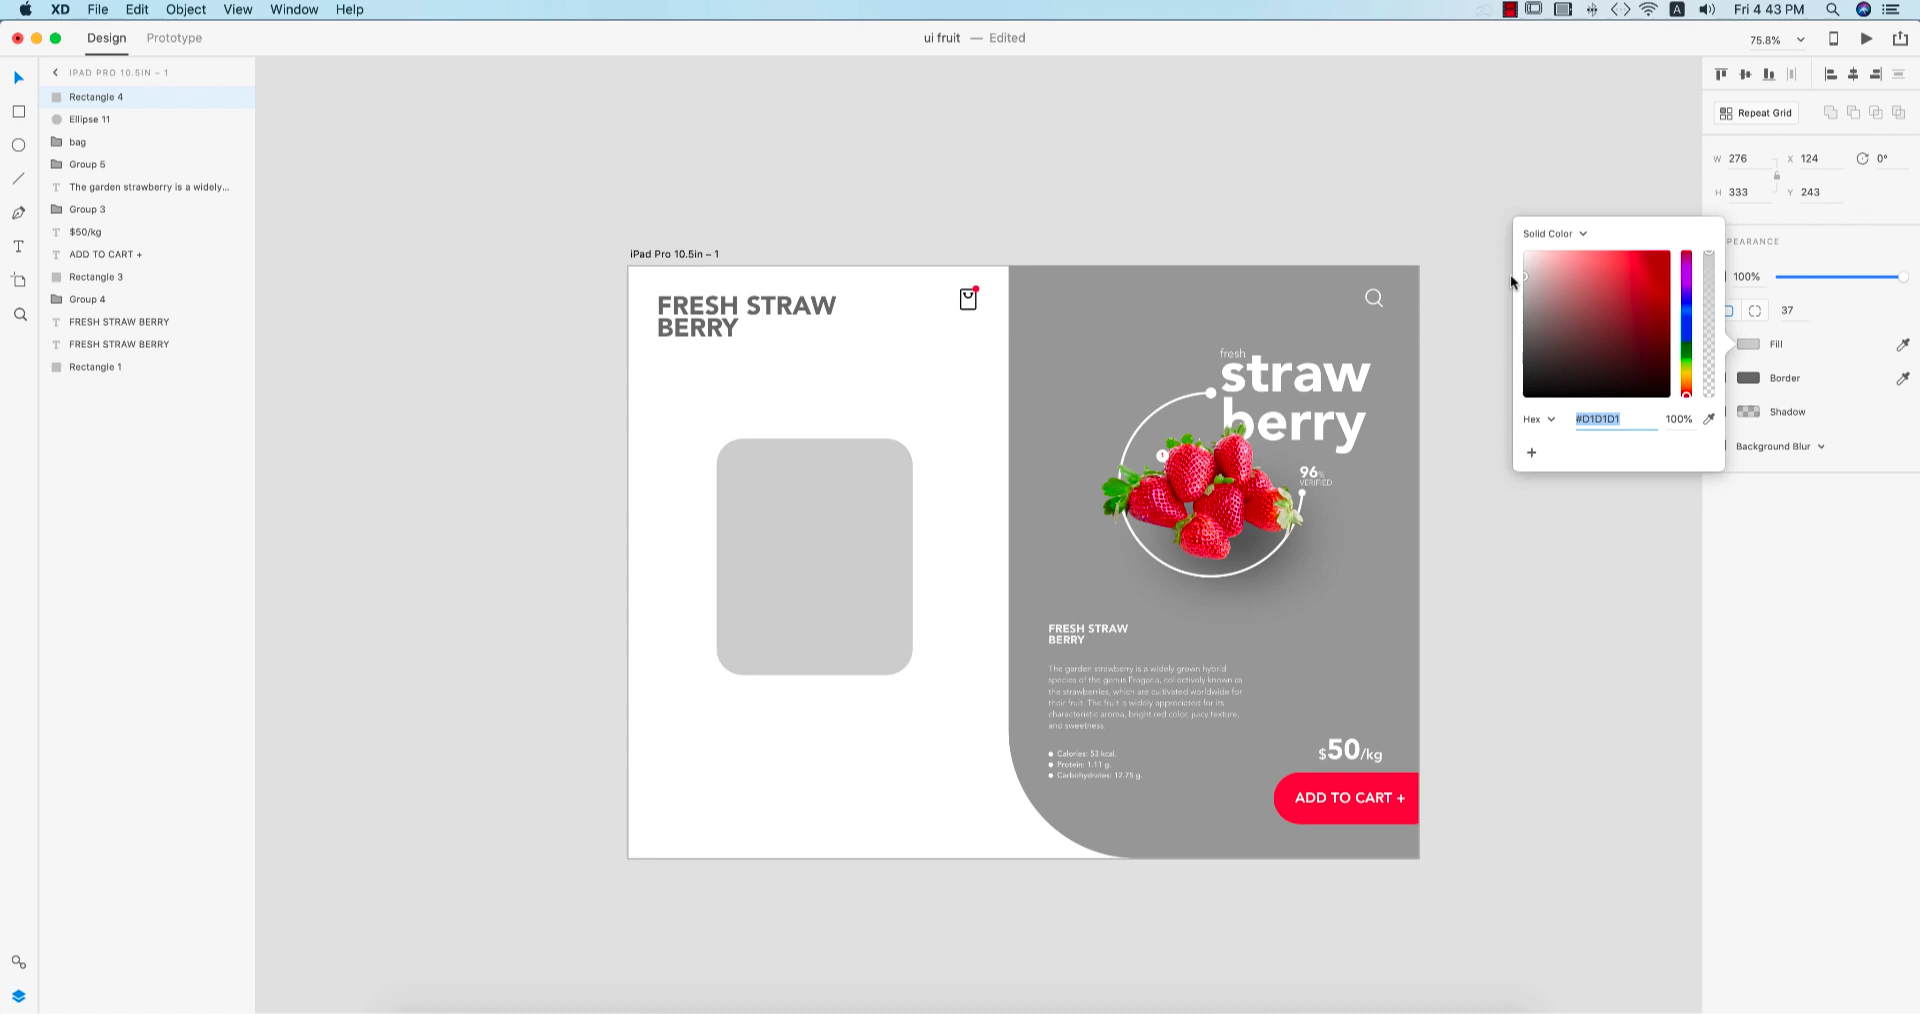 XD File Edit Object View Window Help
A Fri 4 43 PM
Design Prototype
ui fruit — Edited
75.8%
IPAD PRO 10.5IN – 1
Rectangle 4
Ellipse 11
bag
Group 5
The garden strawberry is a widely...
Group 3
$50/kg
ADD TO CART +
Rectangle 3
Group 4
FRESH STRAW BERRY
FRESH STRAW BERRY
Rectangle 1
iPad Pro 10.5in – 1
FRESH STRAW
BERRY
fresh
straw
berry
1
96%
VERIFIED
FRESH STRAW
BERRY
The garden strawberry is a widely grown hybrid
species of the genus Fragaria, collectively known as
the strawberries, which are cultivated worldwide for
their fruit. The fruit is widely appreciated for its
characteristic aroma, bright red color, juicy texture,
and sweetness.
Calories: 53 kcal.
Protein: 1.11 g.
Carbohydrates: 12.75 g.
$50/kg
ADD TO CART +
Repeat Grid
W 276 X 124 0°
H 333 Y 243
PEARANCE
100%
37
Fill
Border
Shadow
Background Blur
Solid Color
Hex #D1D1D1 100%
+